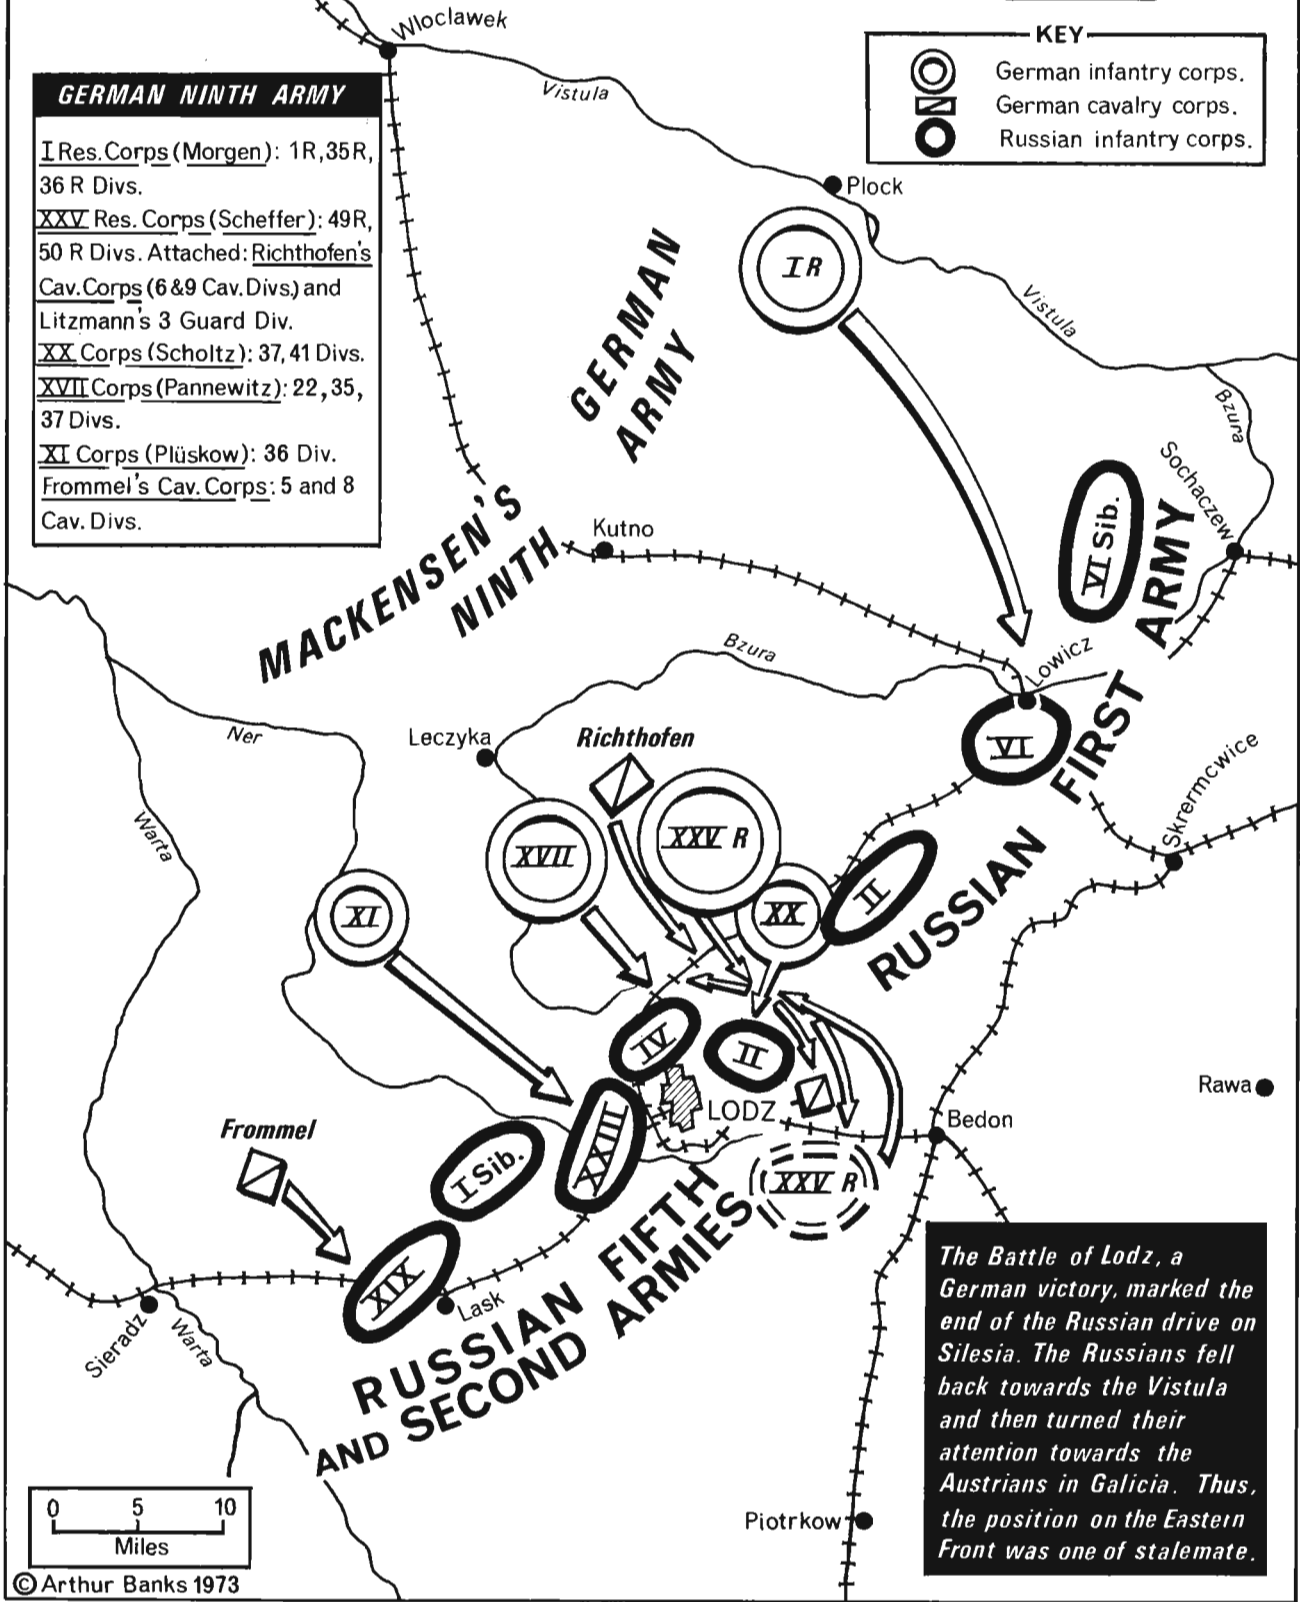 Wloclawek
KEY
German infantry corps.
German cavalry corps.
Russian infantry corps.
GERMAN NINTH ARMY
I Res. Corps (Morgen): 1R, 35R,
36 R Divs.
XXV Res. Corps (Scheffer): 49R,
50 R Divs. Attached: Richthofen's
Cav. Corps (6 & 9 Cav. Divs.) and
Litzmann's 3 Guard Div.
XX Corps (Scholtz): 37, 41 Divs.
XVII Corps (Pannewitz): 22, 35,
37 Divs.
XI Corps (Plüskow): 36 Div.
Frommel's Cav. Corps: 5 and 8
Cav. Divs.
Vistula
Plock
I R
Vistula
Bzura
Sochaczew
MACKENSEN'S
NINTH
GERMAN
ARMY
Kutno
VI Sib.
Lowicz
Bzura
VI
RUSSIAN
FIRST
ARMY
Skrermcwice
Ner
Leczyka
Richthofen
Warta
XVII
XXV R
XX
II
XI
IV
II
LODZ
Rawa
Bedon
Frommel
I Sib.
XXIII
XXV R
XIX
Lask
Sieradz
Warta
RUSSIAN FIFTH
AND SECOND ARMIES
Piotrkow
The Battle of Lodz, a
German victory, marked the
end of the Russian drive on
Silesia. The Russians fell
back towards the Vistula
and then turned their
attention towards the
Austrians in Galicia. Thus,
the position on the Eastern
Front was one of stalemate.
0 5 10
Miles
© Arthur Banks 1973